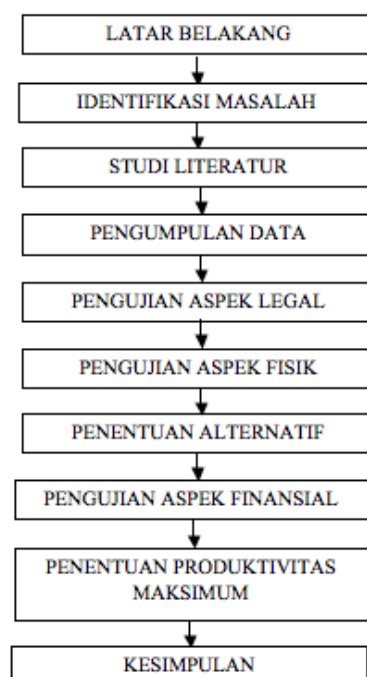 LATAR BELAKANG
IDENTIFIKASI MASALAH
STUDI LITERATUR
PENGUMPULAN DATA
PENGUJIAN ASPEK LEGAL
PENGUJIAN ASPEK FISIK
PENENTUAN ALTERNATIF
PENGUJIAN ASPEK FINANSIAL
PENENTUAN PRODUKTIVITAS
MAKSIMUM
KESIMPULAN